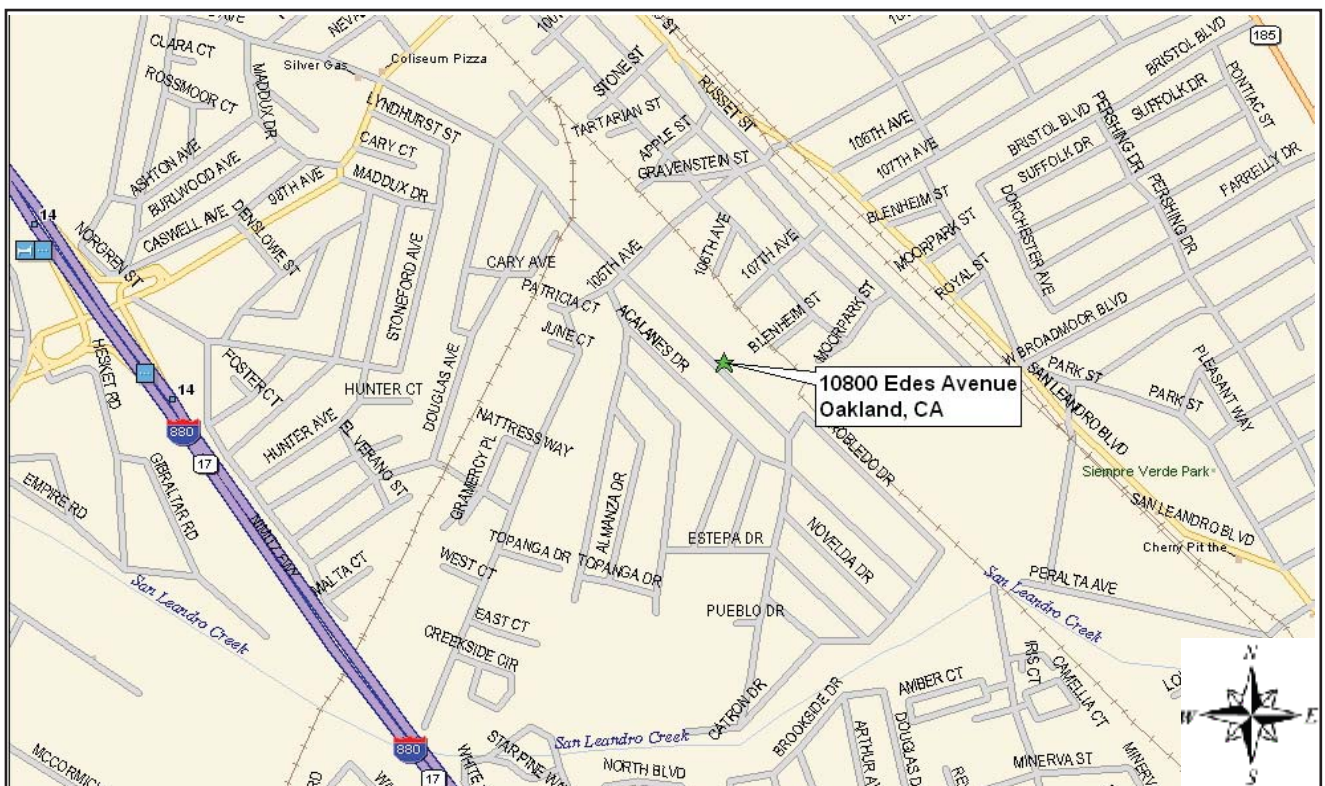 NEVA
100
10
185
CLARA CT
Silver Gas
Coliseum Pizza
STONE ST
RUSSET ST
BRISTOL BLVD
PONTIAC ST
ROSSMOOR CT
MADDUX DR
LYNDHURST ST
TARTARIAN ST
PERSHING DR
SUFFOLK DR
BRISTOL BLVD
106TH AVE
CARY CT
APPLE ST
SUFFOLK DR
107TH AVE
FARRELLY DR
ASHTON AVE
BURLWOOD AVE
98TH AVE
MADDUX DR
GRAVENSTEIN ST
PERSHING DR
DORCHESTER AVE
BLENHEIM ST
14
NORGREN ST
CASWELL AVE
DENSLOWE ST
STONEFORD AVE
CARY AVE
105TH AVE
106TH AVE
107TH AVE
MOORPARK ST
ROYAL ST
PATRICIA CT
JUNE CT
ACALANES DR
BLENHEIM ST
MOORPARK ST
W BROADMOOR BLVD
HESKET RD
FOSTER CT
14
DOUGLAS AVE
HUNTER CT
10800 Edes Avenue
Oakland, CA
PARK ST
PARK ST
PLEASANT WAY
SAN LEANDRO BLVD
880
17
HUNTER AVE
EL VERANO ST
NATTRESS WAY
GRAMERCY PL
ROBLEDO DR
Siempre Verde Park
EMPIRE RD
GIBRALTAR RD
NIMITZ FWY
ALMANZA DR
SAN LEANDRO BLVD
Cherry Pit the
MALTA CT
WEST CT
TOPANGA DR
TOPANGA DR
ESTEPA DR
NOVELDA DR
San Leandro Creek
PERALTA AVE
San Leandro Creek
EAST CT
PUEBLO DR
CREEKSIDE CIR
IRIS CT
CAMELLIA CT
AMBER CT
N
W
E
S
CATRON DR
BROOKSIDE DR
ARTHUR A
DOUGLAS D
San Leandro Creek
880
17
WHITE
STARPINE W
NORTH BLVD
MINERVA ST
MINERV
MCCORMIC
RD